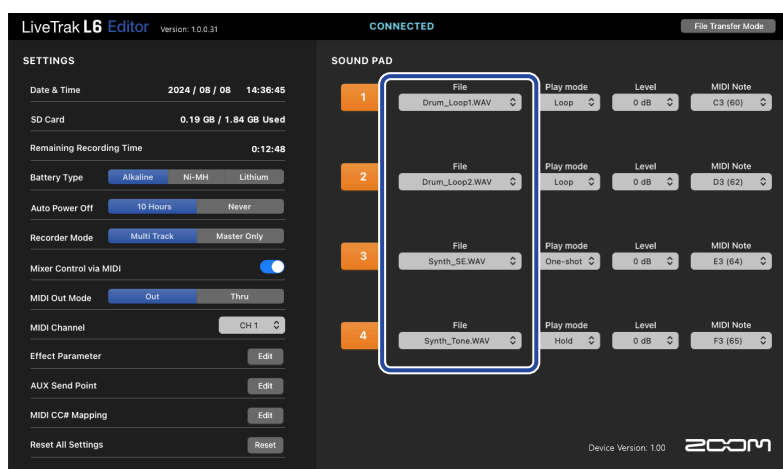 LiveTrak L6 Editor Version: 1.0.0.31 CONNECTED File Transfer Mode
SETTINGS
Date & Time 2024 / 08 / 08 14:36:45
SD Card 0.19 GB / 1.84 GB Used
Remaining Recording Time 0:12:48
Battery Type Alkaline Ni-MH Lithium
Auto Power Off 10 Hours Never
Recorder Mode Multi Track Master Only
Mixer Control via MIDI
MIDI Out Mode Out Thru
MIDI Channel CH 1
Effect Parameter Edit
AUX Send Point Edit
MIDI CC# Mapping Edit
Reset All Settings Reset
SOUND PAD
File Play mode Level MIDI Note
1 Drum_Loop1.WAV Loop 0 dB C3 (60)
File Play mode Level MIDI Note
2 Drum_Loop2.WAV Loop 0 dB D3 (62)
File Play mode Level MIDI Note
3 Synth_SE.WAV One-shot 0 dB E3 (64)
File Play mode Level MIDI Note
4 Synth_Tone.WAV Hold 0 dB F3 (65)
Device Version: 1.00 ZOOM